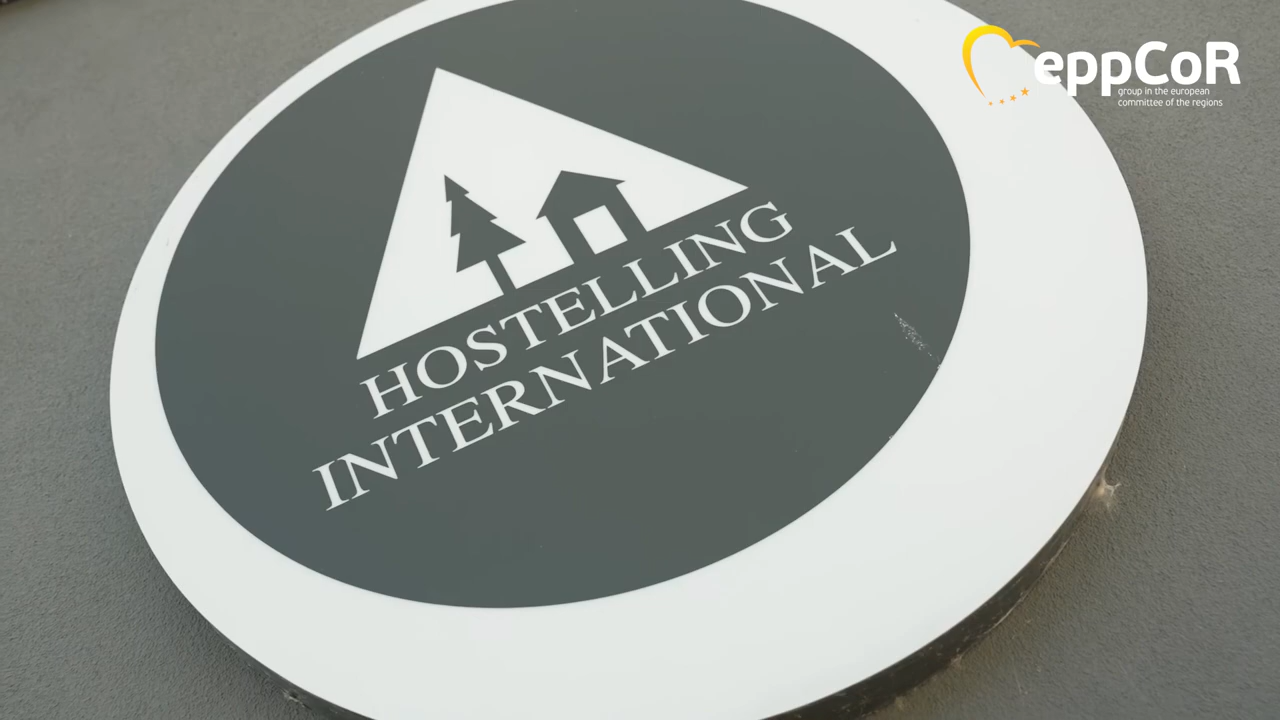 HOSTELLING
INTERNATIONAL
eppCoR
group in the european
committee of the regions